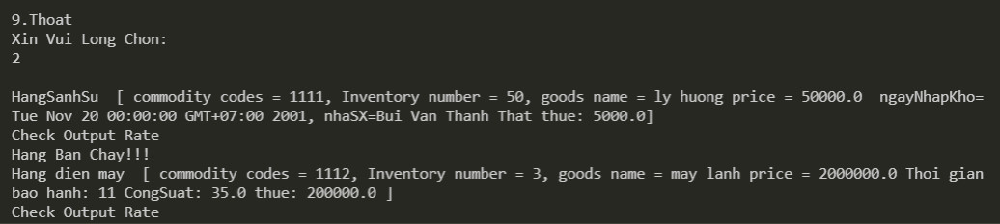 9.Thoat
Xin Vui Long Chon:
2
HangSanhSu  [ commodity codes = 1111, Inventory number = 50, goods name = ly huong price = 50000.0  ngayNhapKho=
Tue Nov 20 00:00:00 GMT+07:00 2001, nhaSX=Bui Van Thanh That thue: 5000.0]
Check Output Rate
Hang Ban Chay!!!
Hang dien may  [ commodity codes = 1112, Inventory number = 3, goods name = may lanh price = 2000000.0 Thoi gian
bao hanh: 11 CongSuat: 35.0 thue: 200000.0 ]
Check Output Rate